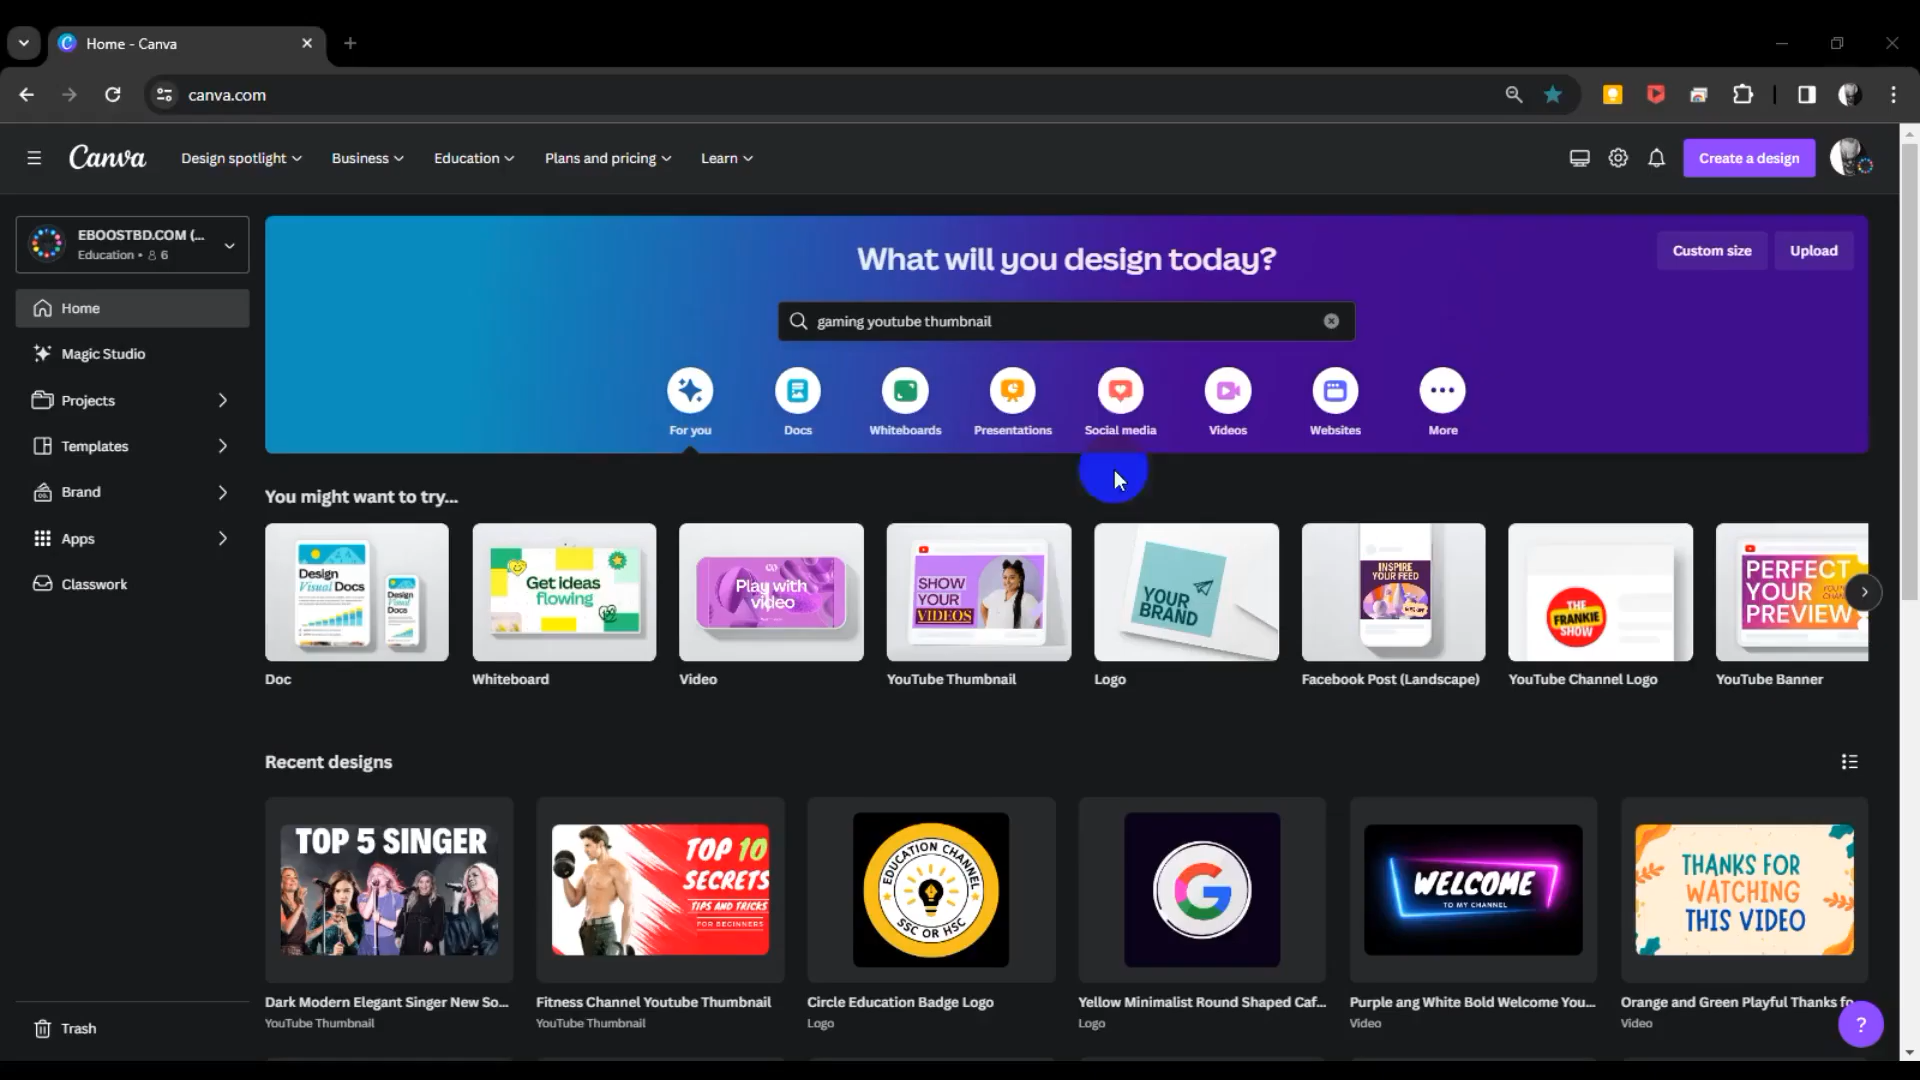 Home - Canva
canva.com
Canva
Design spotlight
Business
Education
Plans and pricing
Learn
Create a design
EBOOSTBD.COM (...
Education • 6
Home
Magic Studio
Projects
Templates
Brand
Apps
Classwork
Trash
What will you design today?
Custom size
Upload
gaming youtube thumbnail
For you
Docs
Whiteboards
Presentations
Social media
Videos
Websites
More
You might want to try...
Design
Visual Docs
Design
Visual
Docs
Get ideas
flowing
Play with
video
SHOW
YOUR
VIDEOS
YOUR
BRAND
INSPIRE
YOUR FEED
THE
FRANKIE
SHOW
PERFECT
YOUR
PREVIEW
Doc
Whiteboard
Video
YouTube Thumbnail
Logo
Facebook Post (Landscape)
YouTube Channel Logo
YouTube Banner
Recent designs
TOP 5 SINGER
TOP 10
SECRETS
TIPS AND TRICKS
FOR BEGINNERS
EDUCATION CHANNEL
SSC OR HSC
G
WELCOME
TO MY CHANNEL
THANKS FOR
WATCHING
THIS VIDEO
Dark Modern Elegant Singer New So...
YouTube Thumbnail
Fitness Channel Youtube Thumbnail
YouTube Thumbnail
Circle Education Badge Logo
Logo
Yellow Minimalist Round Shaped Caf...
Logo
Purple ang White Bold Welcome You...
Video
Orange and Green Playful Thanks fo
Video
?